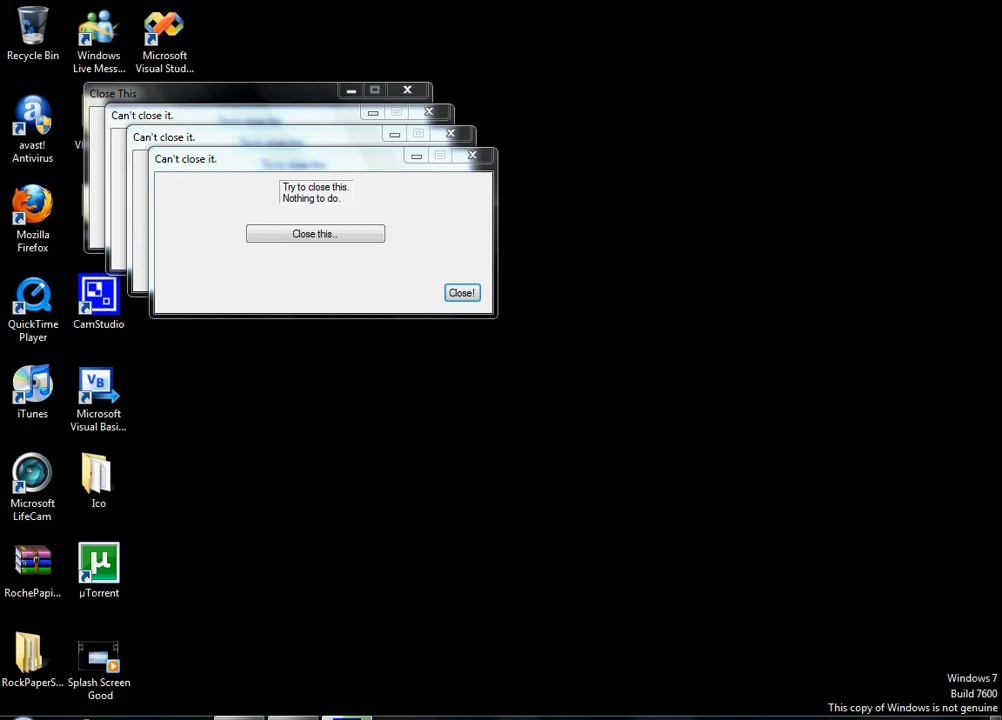 Recycle Bin
Windows
Live Mess...
Microsoft
Visual Stud...
Close This
Can't close it.
Can't close it.
Can't close it.
Try to close this.
Nothing to do.
Close this..
Close!
avast!
Antivirus
Mozilla
Firefox
QuickTime
Player
CamStudio
iTunes
Microsoft
Visual Basi...
Microsoft
LifeCam
Ico
RochePapi...
µTorrent
RockPaperS...
Splash Screen
Good
Windows 7
Build 7600
This copy of Windows is not genuine